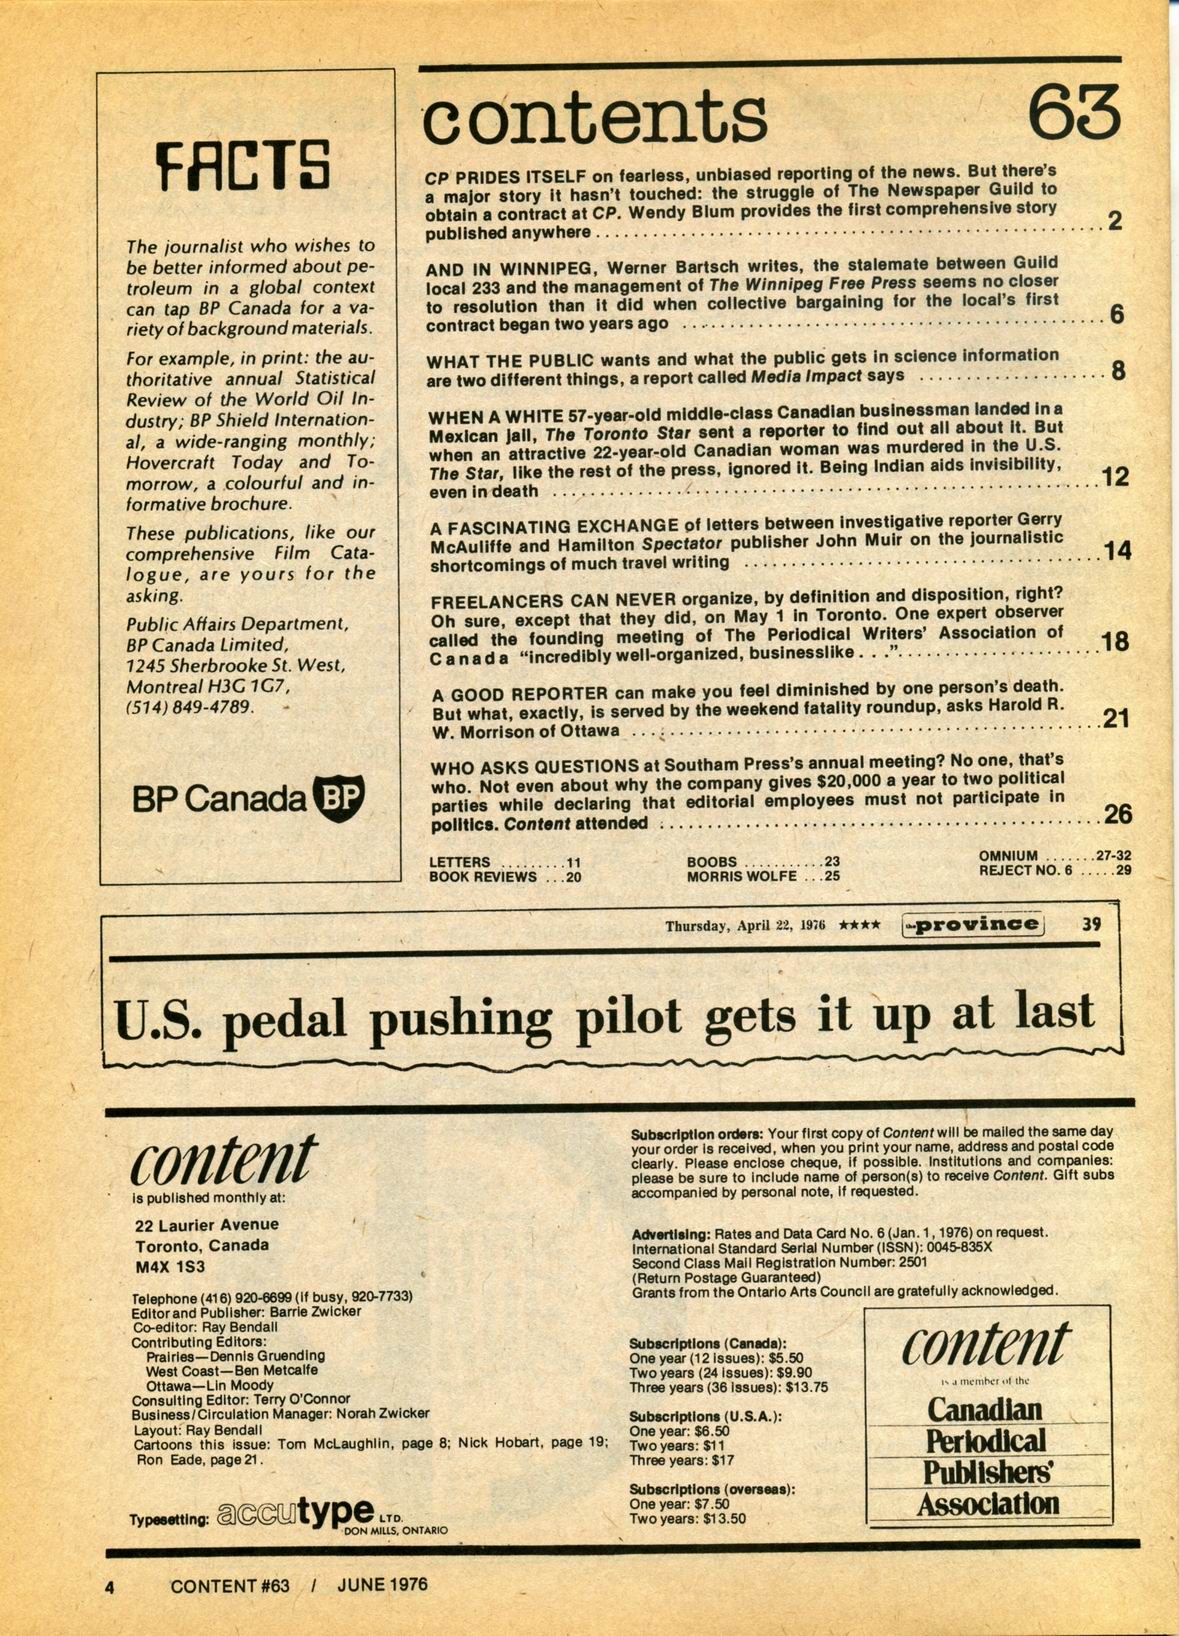 FACTS
The journalist who wishes to
be better informed about pe-
troleum in a global context
can tap BP Canada for a va-
riety of background materials.
For example, in print: the au-
thoritative annual Statistical
Review of the World Oil In-
dustry; BP Shield Internation-
al, a wide-ranging monthly;
Hovercraft Today and To-
morrow, a colourful and in-
formative brochure.
These publications, like our
comprehensive Film Cata-
logue, are yours for the
asking.
Public Affairs Department,
BP Canada Limited,
1245 Sherbrooke St. West,
Montreal H3G 1G7,
(514) 849-4789.
BP Canada BP
contents 63
CP PRIDES ITSELF on fearless, unbiased reporting of the news. But there's
a major story it hasn't touched: the struggle of The Newspaper Guild to
obtain a contract at CP. Wendy Blum provides the first comprehensive story
published anywhere . . . . . . . . . . 2
AND IN WINNIPEG, Werner Bartsch writes, the stalemate between Guild
local 233 and the management of The Winnipeg Free Press seems no closer
to resolution than it did when collective bargaining for the local's first
contract began two years ago . . . . . . . . . . 6
WHAT THE PUBLIC wants and what the public gets in science information
are two different things, a report called Media Impact says . . . . . . . . . . 8
WHEN A WHITE 57-year-old middle-class Canadian businessman landed in a
Mexican jail, The Toronto Star sent a reporter to find out all about it. But
when an attractive 22-year-old Canadian woman was murdered in the U.S.
The Star, like the rest of the press, ignored it. Being Indian aids invisibility,
even in death . . . . . . . . . . 12
A FASCINATING EXCHANGE of letters between investigative reporter Gerry
McAuliffe and Hamilton Spectator publisher John Muir on the journalistic
shortcomings of much travel writing . . . . . . . . . . 14
FREELANCERS CAN NEVER organize, by definition and disposition, right?
Oh sure, except that they did, on May 1 in Toronto. One expert observer
called the founding meeting of The Periodical Writers' Association of
Canada "incredibly well-organized, businesslike . . .". . . . . . . . . . 18
A GOOD REPORTER can make you feel diminished by one person's death.
But what, exactly, is served by the weekend fatality roundup, asks Harold R.
W. Morrison of Ottawa . . . . . . . . . . 21
WHO ASKS QUESTIONS at Southam Press's annual meeting? No one, that's
who. Not even about why the company gives $20,000 a year to two political
parties while declaring that editorial employees must not participate in
politics. Content attended . . . . . . . . . . 26
LETTERS .........11
BOOK REVIEWS ...20
BOOBS ...........23
MORRIS WOLFE ...25
OMNIUM .......27-32
REJECT NO. 6 .....29
Thursday, April 22, 1976 ★★★★ the province 39
U.S. pedal pushing pilot gets it up at last
content
is published monthly at:
22 Laurier Avenue
Toronto, Canada
M4X 1S3
Telephone (416) 920-6699 (if busy, 920-7733)
Editor and Publisher: Barrie Zwicker
Co-editor: Ray Bendall
Contributing Editors:
Prairies—Dennis Gruending
West Coast—Ben Metcalfe
Ottawa—Lin Moody
Consulting Editor: Terry O'Connor
Business/Circulation Manager: Norah Zwicker
Layout: Ray Bendall
Cartoons this issue: Tom McLaughlin, page 8; Nick Hobart, page 19;
Ron Eade, page 21.
Typesetting: accutype LTD.
DON MILLS, ONTARIO
Subscription orders: Your first copy of Content will be mailed the same day
your order is received, when you print your name, address and postal code
clearly. Please enclose cheque, if possible. Institutions and companies:
please be sure to include name of person(s) to receive Content. Gift subs
accompanied by personal note, if requested.
Advertising: Rates and Data Card No. 6 (Jan. 1, 1976) on request.
International Standard Serial Number (ISSN): 0045-835X
Second Class Mail Registration Number: 2501
(Return Postage Guaranteed)
Grants from the Ontario Arts Council are gratefully acknowledged.
Subscriptions (Canada):
One year (12 issues): $5.50
Two years (24 issues): $9.90
Three years (36 issues): $13.75
Subscriptions (U.S.A.):
One year: $6.50
Two years: $11
Three years: $17
Subscriptions (overseas):
One year: $7.50
Two years: $13.50
content
is a member of the
Canadian
Periodical
Publishers'
Association
4 CONTENT #63 / JUNE 1976